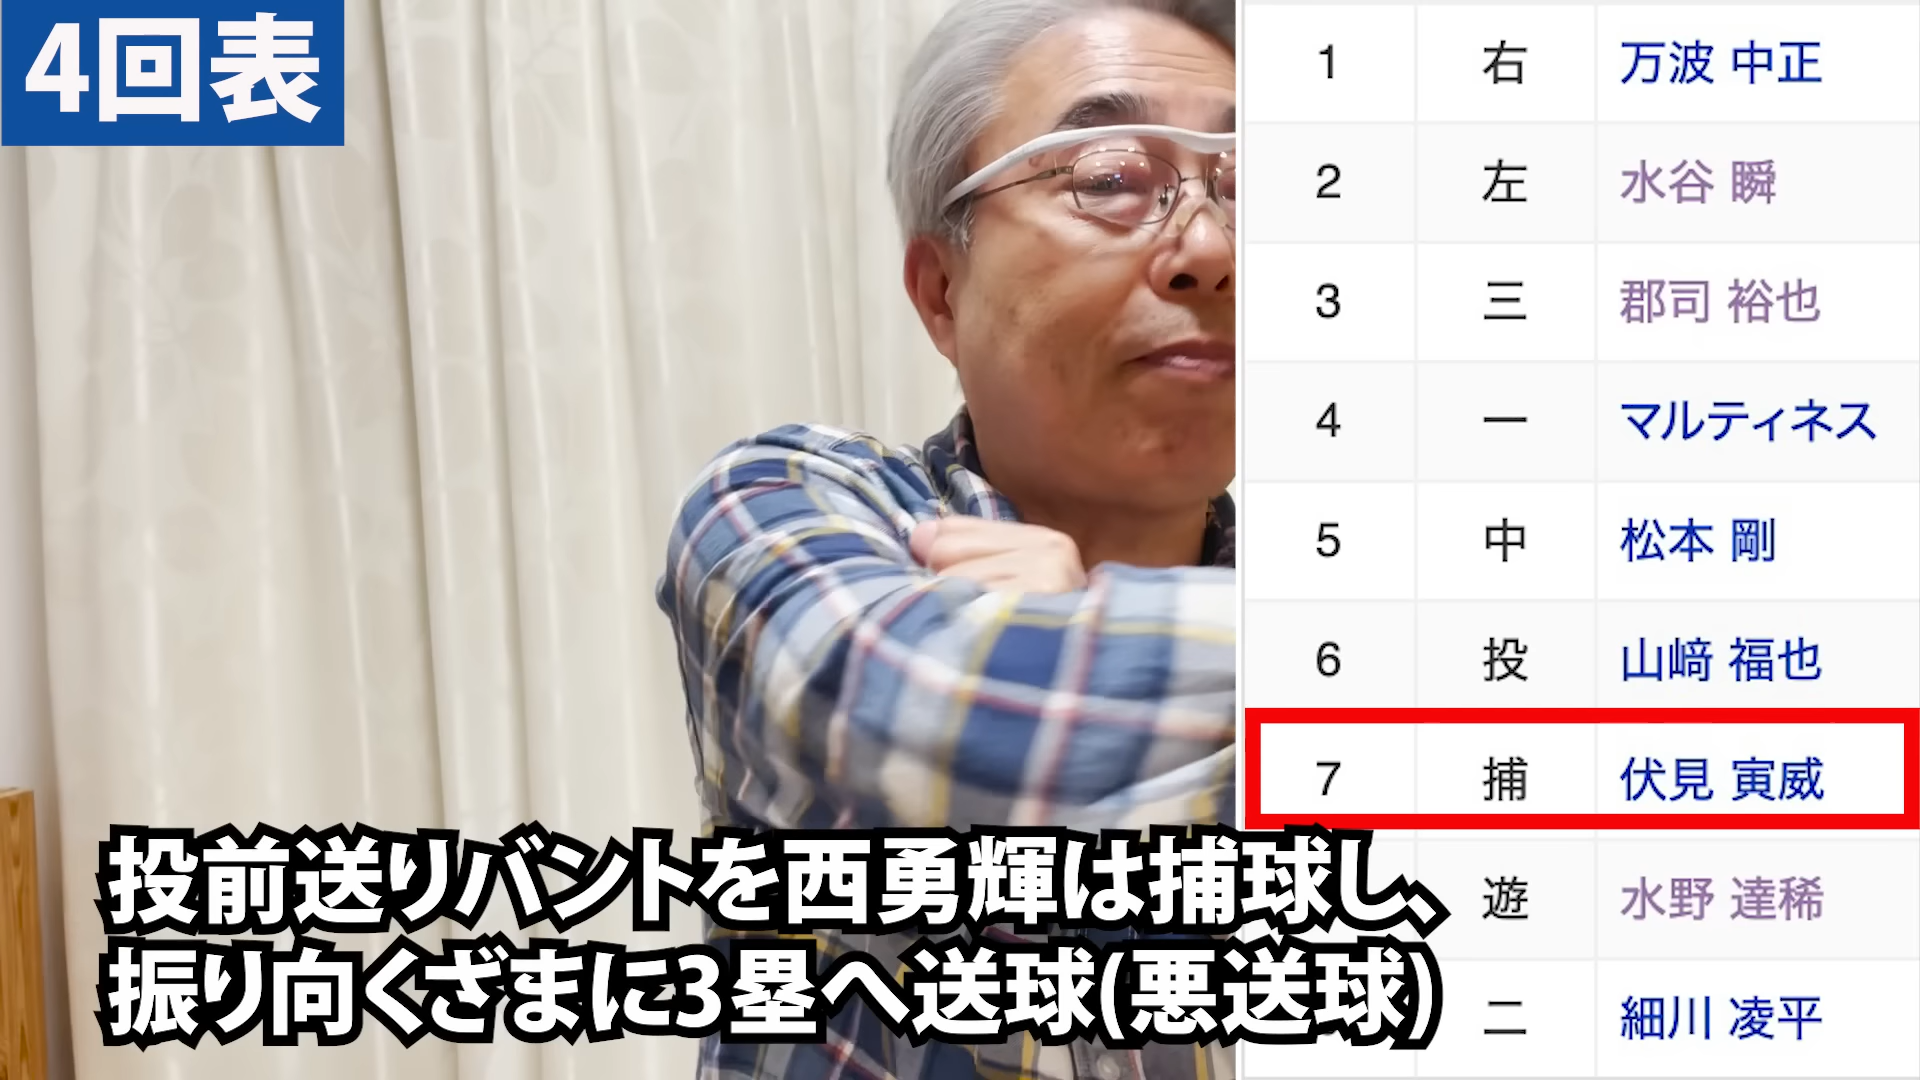 4回表
1 右 万波 中正
2 左 水谷 瞬
3 三 郡司 裕也
4 一 マルティネス
5 中 松本 剛
6 投 山﨑 福也
7 捕 伏見 寅威
遊 水野 達稀
二 細川 凌平
投前送りバントを西勇輝は捕球し、
振り向くざまに3塁へ送球(悪送球)